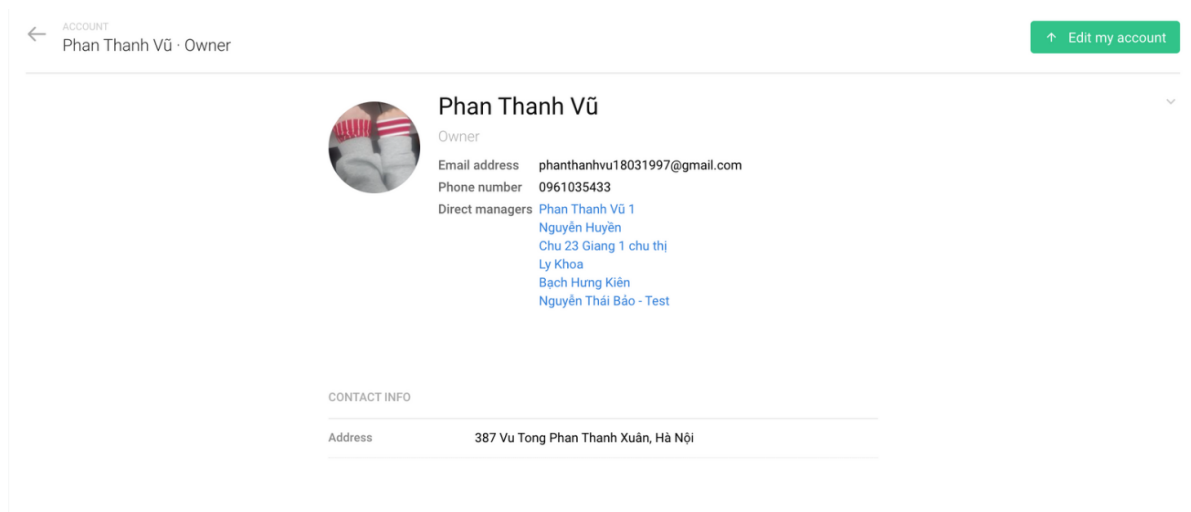 ACCOUNT
Phan Thanh Vũ · Owner
Edit my account
Phan Thanh Vũ
Owner
Email address phanthanhvu18031997@gmail.com
Phone number 0961035433
Direct managers Phan Thanh Vũ 1
Nguyễn Huyền
Chu 23 Giang 1 chu thị
Ly Khoa
Bạch Hưng Kiên
Nguyễn Thái Bảo - Test
CONTACT INFO
Address 387 Vu Tong Phan Thanh Xuân, Hà Nội